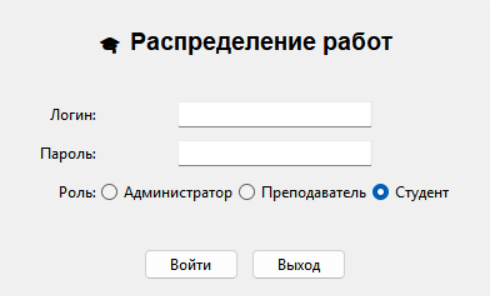 Распределение работ
Логин:
Пароль:
Роль: Администратор Преподаватель Студент
Войти Выход